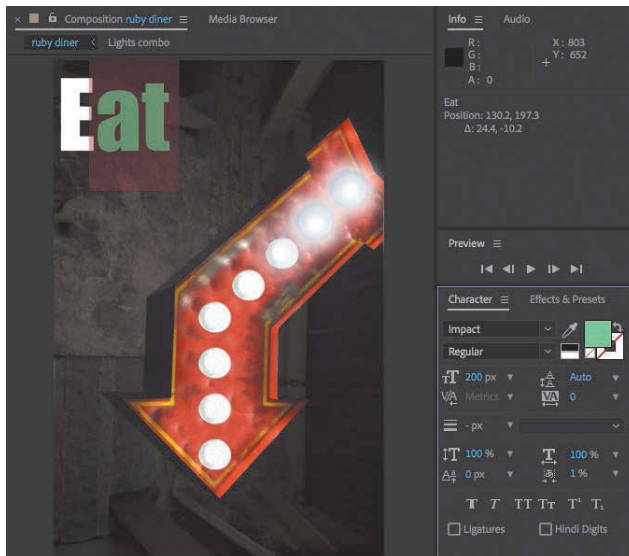 × Composition ruby diner ≡ Media Browser
ruby diner ‹ Lights combo
Eat
Info ≡ Audio
R :
G :
B :
A : 0
X : 803
Y : 652
Eat
Position: 130.2, 197.3
Δ: 24.4, -10.2
Preview ≡
Character ≡ Effects & Presets
Impact
Regular
200 px Auto
Metrics 0
- px
100 % 100 %
0 px 1 %
T T TT Tᴛ T¹ T₁
Ligatures Hindi Digits